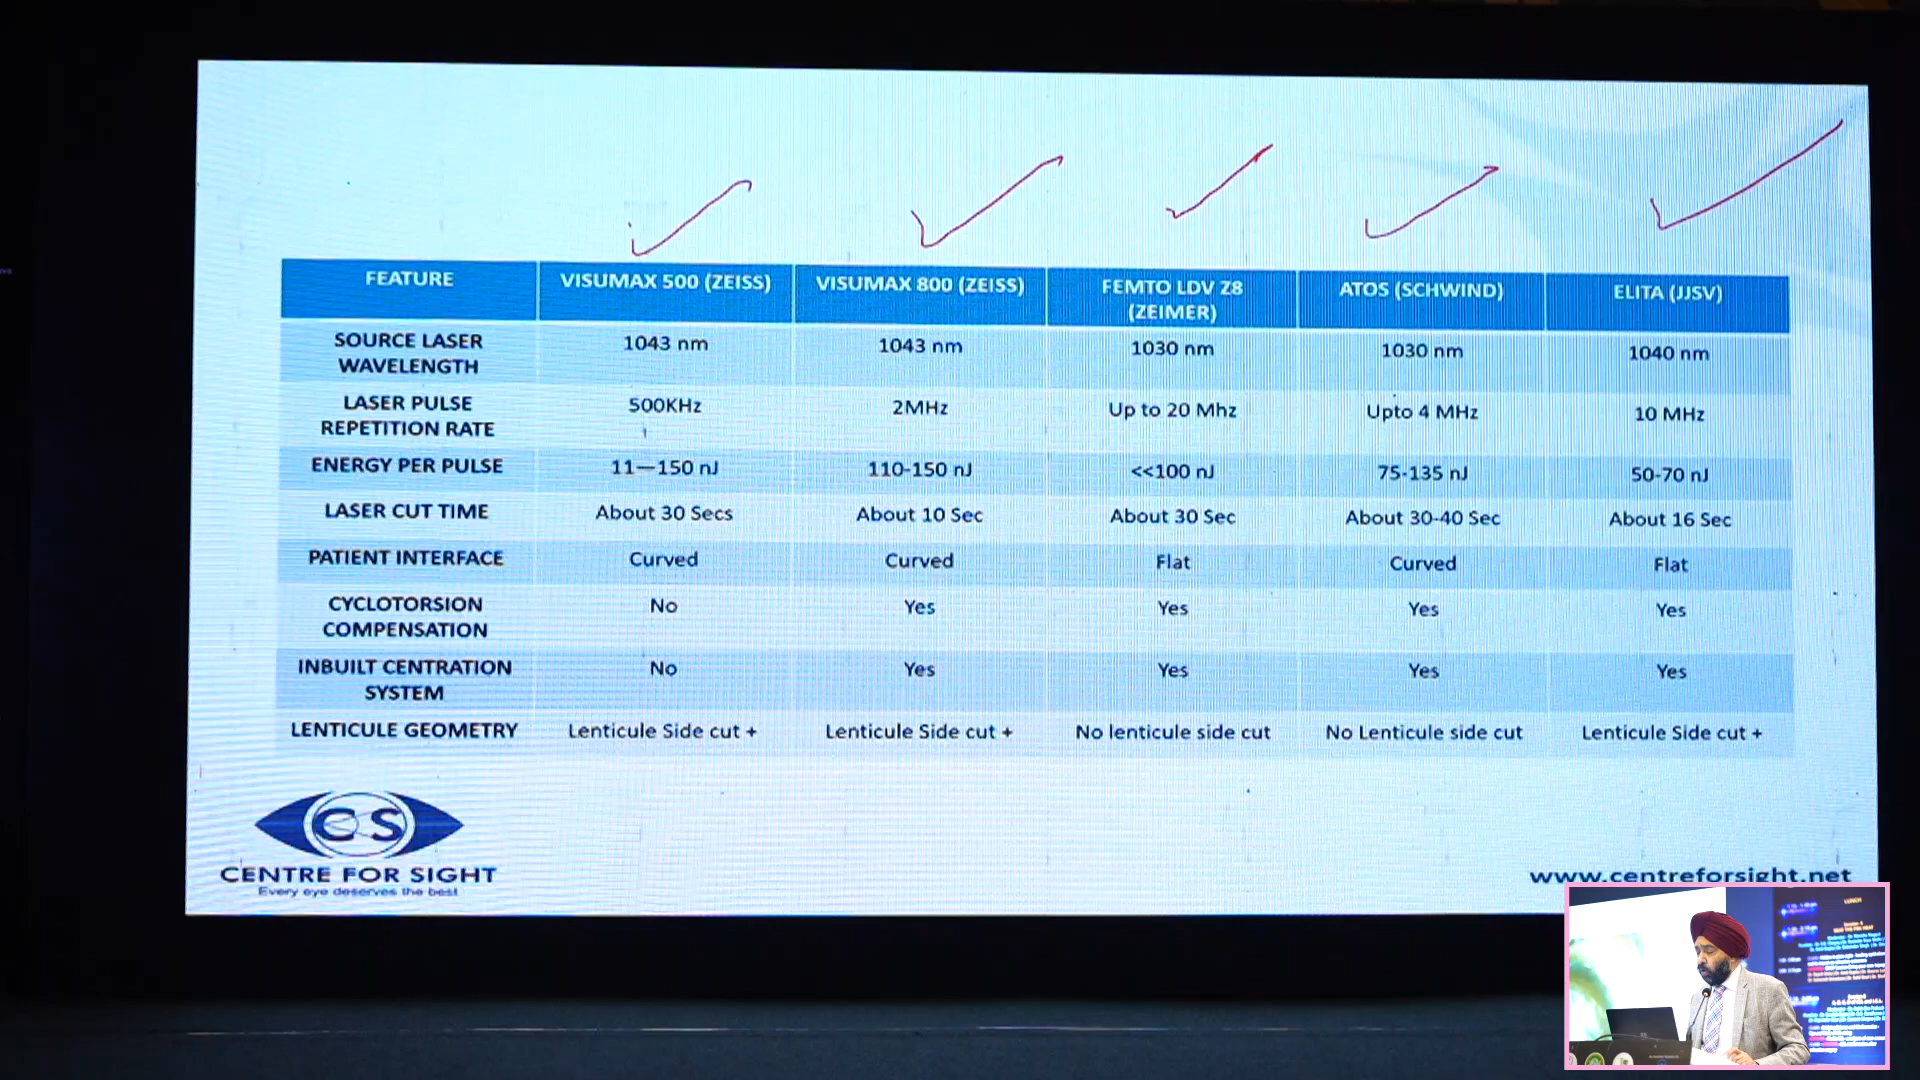 FEATURE
VISUMAX 500 (ZEISS)
VISUMAX 800 (ZEISS)
FEMTO LDV Z8
(ZEIMER)
ATOS (SCHWIND)
ELITA (JJSV)
SOURCE LASER
WAVELENGTH
1043 nm
1043 nm
1030 nm
1030 nm
1040 nm
LASER PULSE
REPETITION RATE
500KHz
2MHz
Up to 20 Mhz
Upto 4 MHz
10 MHz
ENERGY PER PULSE
11—150 nJ
110-150 nJ
<<100 nJ
75-135 nJ
50-70 nJ
LASER CUT TIME
About 30 Secs
About 10 Sec
About 30 Sec
About 30-40 Sec
About 16 Sec
PATIENT INTERFACE
Curved
Curved
Flat
Curved
Flat
CYCLOTORSION
COMPENSATION
No
Yes
Yes
Yes
Yes
INBUILT CENTRATION
SYSTEM
No
Yes
Yes
Yes
Yes
LENTICULE GEOMETRY
Lenticule Side cut +
Lenticule Side cut +
No lenticule side cut
No Lenticule side cut
Lenticule Side cut +
CS
CENTRE FOR SIGHT
Every eye deserves the best
www.centreforsight.net
LUNCH